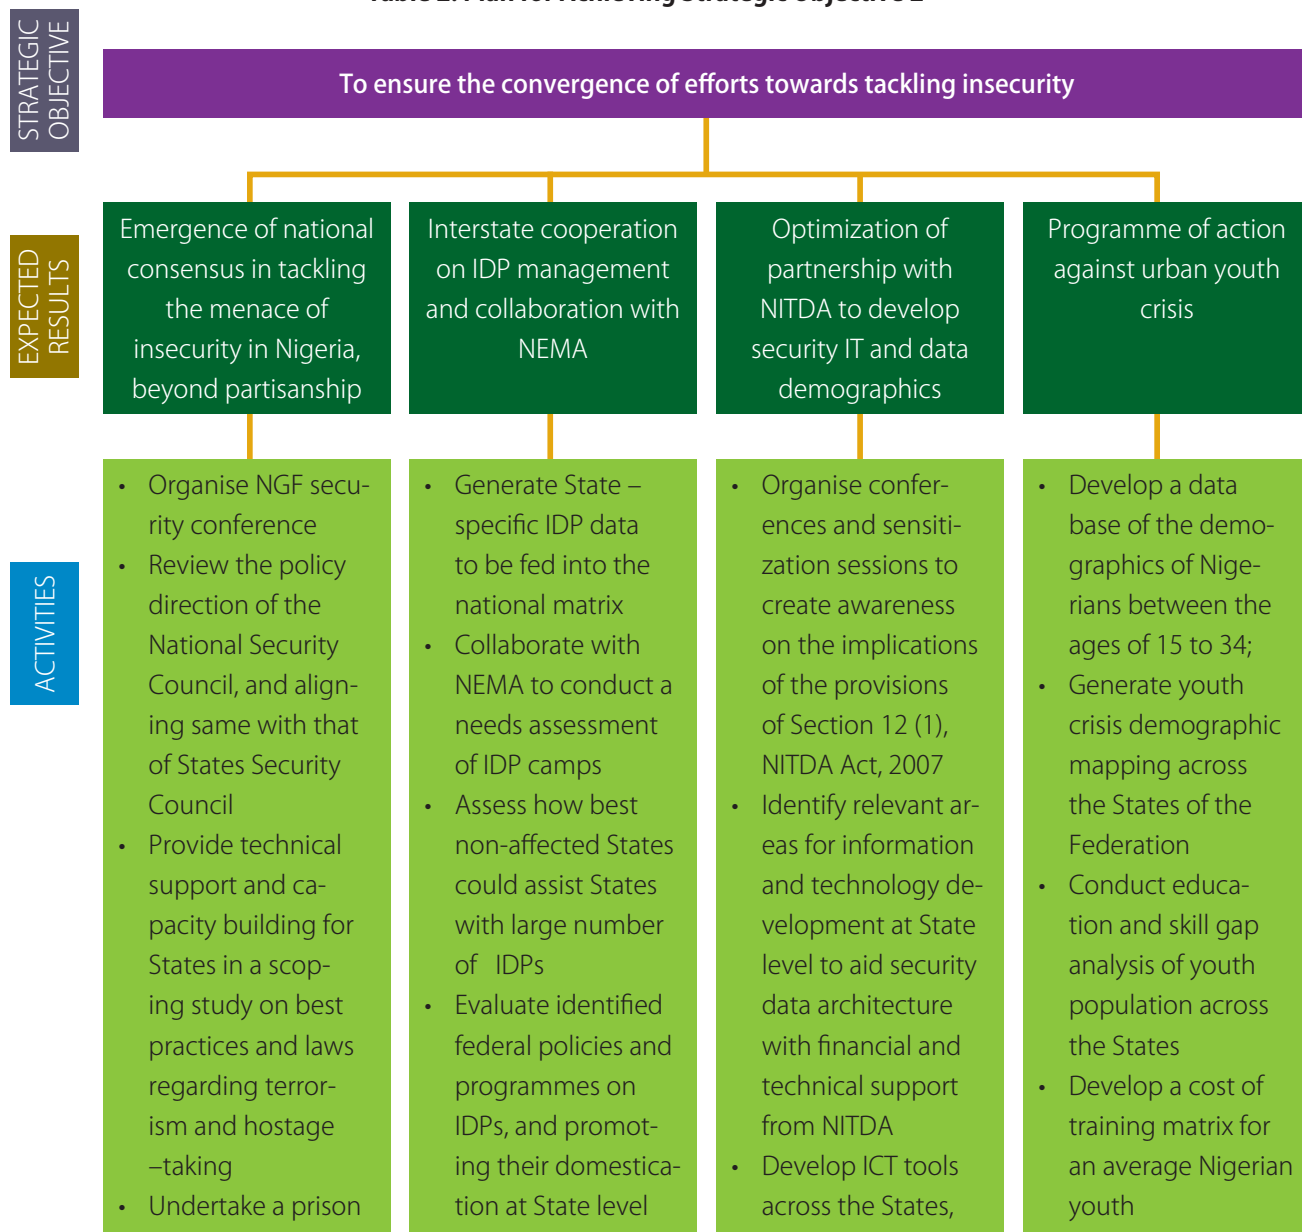 Table 2: Plan for Achieving Strategic Objective 2
STRATEGIC
OBJECTIVE
To ensure the convergence of efforts towards tackling insecurity
EXPECTED
RESULTS
Emergence of national
consensus in tackling
the menace of
insecurity in Nigeria,
beyond partisanship
Interstate cooperation
on IDP management
and collaboration with
NEMA
Optimization of
partnership with
NITDA to develop
security IT and data
demographics
Programme of action
against urban youth
crisis
ACTIVITIES
• Organise NGF secu-
rity conference
• Review the policy
direction of the
National Security
Council, and align-
ing same with that
of States Security
Council
• Provide technical
support and ca-
pacity building for
States in a scop-
ing study on best
practices and laws
regarding terror-
ism and hostage
–taking
• Undertake a prison
• Generate State –
specific IDP data
to be fed into the
national matrix
• Collaborate with
NEMA to conduct a
needs assessment
of IDP camps
• Assess how best
non-affected States
could assist States
with large number
of IDPs
• Evaluate identified
federal policies and
programmes on
IDPs, and promot-
ing their domestica-
tion at State level
• Organise confer-
ences and sensiti-
zation sessions to
create awareness
on the implications
of the provisions
of Section 12 (1),
NITDA Act, 2007
• Identify relevant ar-
eas for information
and technology de-
velopment at State
level to aid security
data architecture
with financial and
technical support
from NITDA
• Develop ICT tools
across the States,
• Develop a data
base of the demo-
graphics of Nige-
rians between the
ages of 15 to 34;
• Generate youth
crisis demographic
mapping across
the States of the
Federation
• Conduct educa-
tion and skill gap
analysis of youth
population across
the States
• Develop a cost of
training matrix for
an average Nigerian
youth